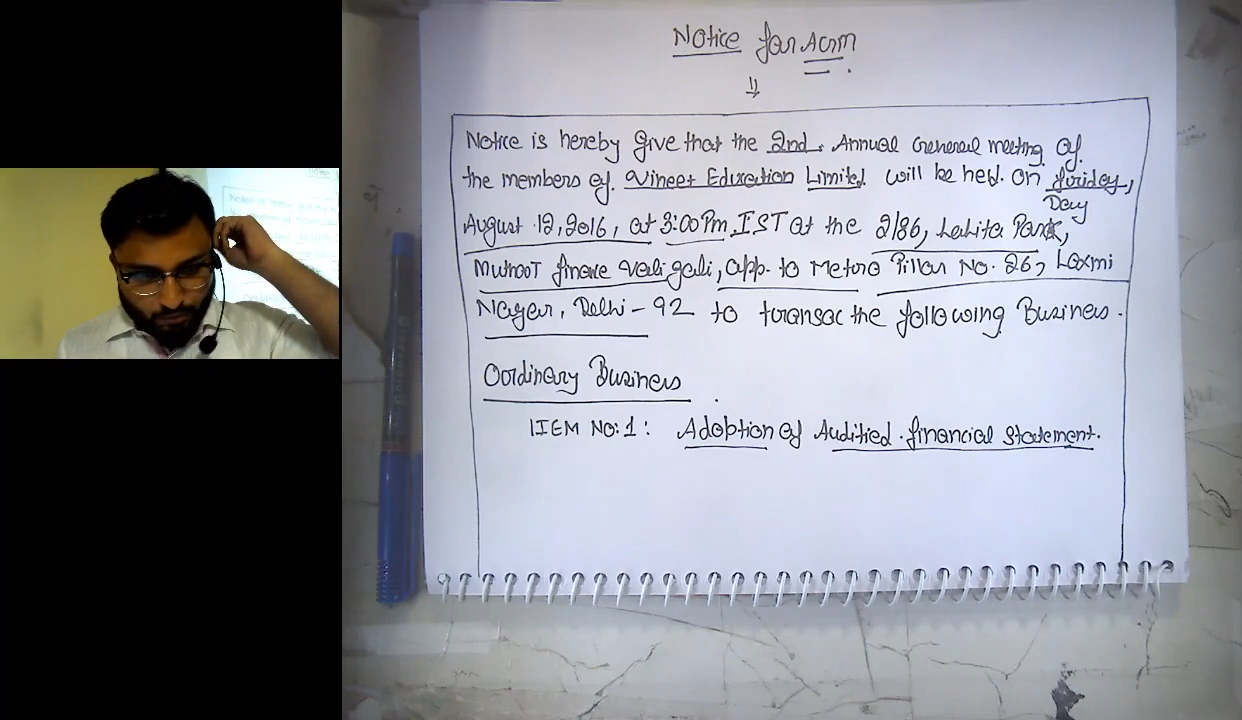 Notice for AGM
Notice is hereby give that the 2nd. Annual General meeting of
the members of Vineet Education Limited will be held on friday,
Day
August 12, 2016, at 3:00 Pm IST at the 2/86, Lalita Park,
Muthoot finance Vali gali, opp. to Metro Pillar No. 26, Laxmi
Nagar, Delhi - 92 to transac the following Business.
Oordinary Business
ITEM NO:1: Adoption of Auditied financial Statement.